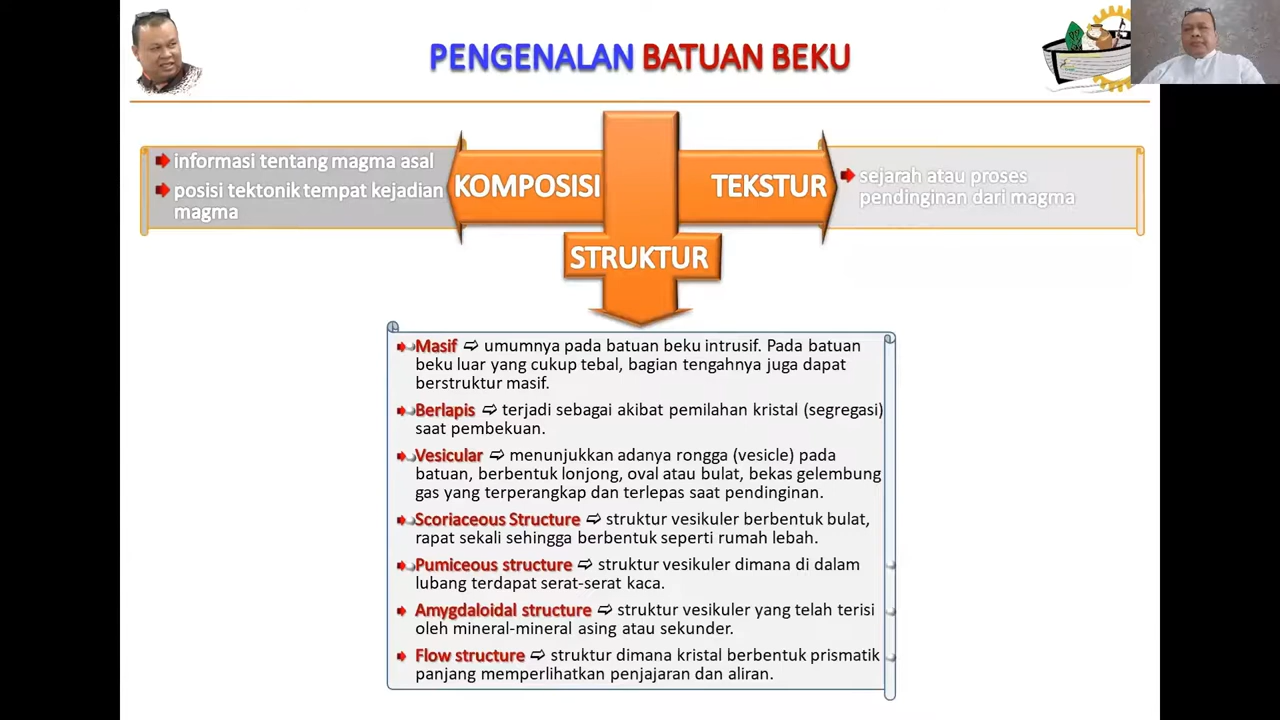 PENGENALAN BATUAN BEKU
informasi tentang magma asal
posisi tektonik tempat kejadian
magma
KOMPOSISI
TEKSTUR
sejarah atau proses
pendinginan dari magma
STRUKTUR
Masif ➯ umumnya pada batuan beku intrusif. Pada batuan
beku luar yang cukup tebal, bagian tengahnya juga dapat
berstruktur masif.
Berlapis ➯ terjadi sebagai akibat pemilahan kristal (segregasi)
saat pembekuan.
Vesicular ➯ menunjukkan adanya rongga (vesicle) pada
batuan, berbentuk lonjong, oval atau bulat, bekas gelembung
gas yang terperangkap dan terlepas saat pendinginan.
Scoriaceous Structure ➯ struktur vesikuler berbentuk bulat,
rapat sekali sehingga berbentuk seperti rumah lebah.
Pumiceous structure ➯ struktur vesikuler dimana di dalam
lubang terdapat serat-serat kaca.
Amygdaloidal structure ➯ struktur vesikuler yang telah terisi
oleh mineral-mineral asing atau sekunder.
Flow structure ➯ struktur dimana kristal berbentuk prismatik
panjang memperlihatkan penjajaran dan aliran.